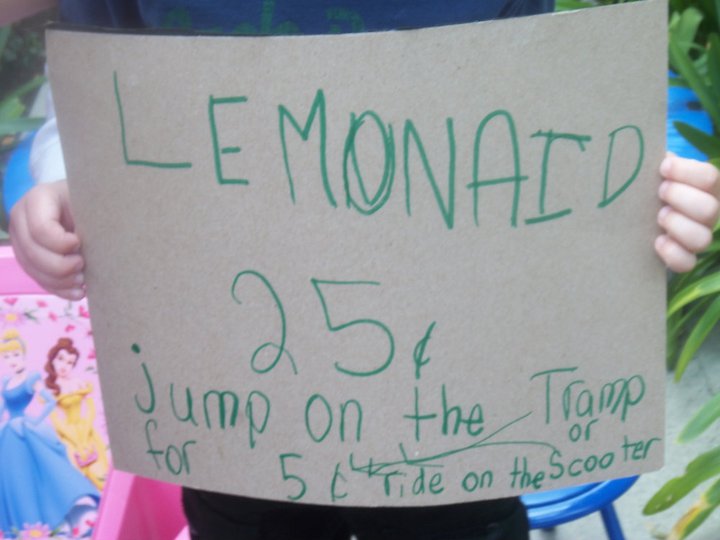 LEMONAID
25¢
jump on the Tramp
or
for 5¢ ride on the Scooter